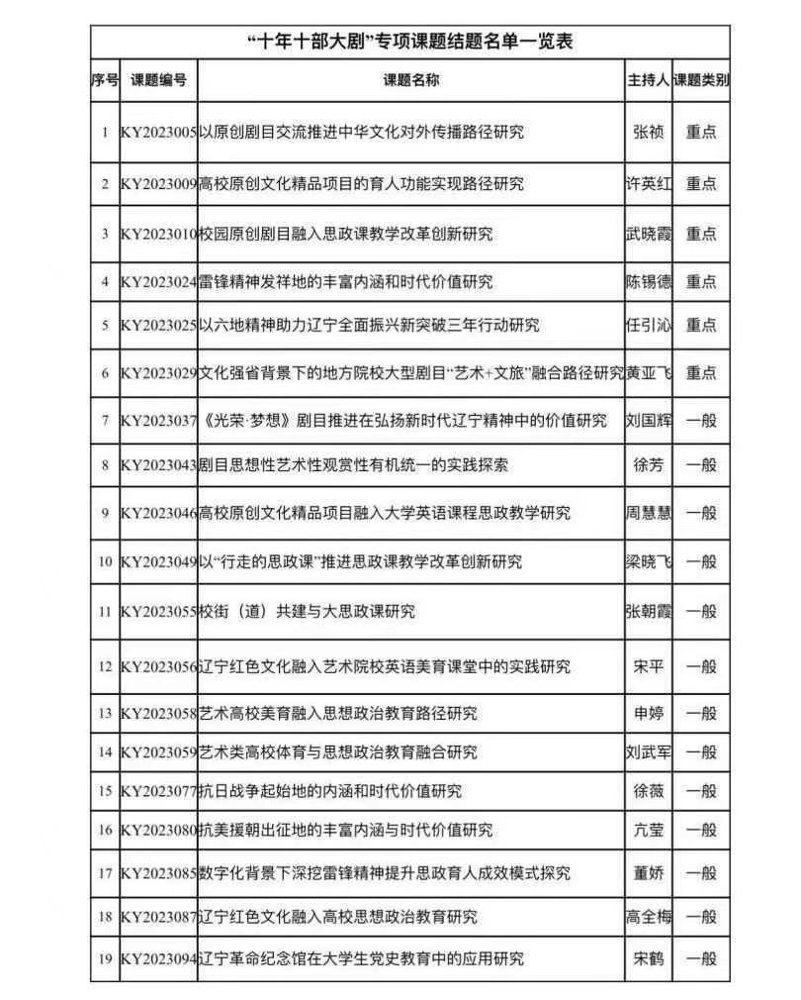 “十年十部大剧”专项课题结题名单一览表
序号 课题编号 课题名称 主持人 课题类别
1 KY2023005 以原创剧目交流推进中华文化对外传播路径研究 张祯 重点
2 KY2023009 高校原创文化精品项目的育人功能实现路径研究 许英红 重点
3 KY2023010 校园原创剧目融入思政课教学改革创新研究 武晓霞 重点
4 KY2023024 雷锋精神发祥地的丰富内涵和时代价值研究 陈锡德 重点
5 KY2023025 以六地精神助力辽宁全面振兴新突破三年行动研究 任引沁 重点
6 KY2023029 文化强省背景下的地方院校大型剧目“艺术+文旅”融合路径研究 黄亚飞 重点
7 KY2023037 《光荣·梦想》剧目推进在弘扬新时代辽宁精神中的价值研究 刘国辉 一般
8 KY2023043 剧目思想性艺术性观赏性有机统一的实践探索 徐芳 一般
9 KY2023046 高校原创文化精品项目融入大学英语课程思政教学研究 周慧慧 一般
10 KY2023049 以“行走的思政课”推进思政课教学改革创新研究 梁晓飞 一般
11 KY2023055 校街（道）共建与大思政课研究 张朝霞 一般
12 KY2023056 辽宁红色文化融入艺术院校英语美育课堂中的实践研究 宋平 一般
13 KY2023058 艺术高校美育融入思想政治教育路径研究 申婷 一般
14 KY2023059 艺术类高校体育与思想政治教育融合研究 刘武军 一般
15 KY2023077 抗日战争起始地的内涵和时代价值研究 徐薇 一般
16 KY2023080 抗美援朝出征地的丰富内涵与时代价值研究 亢莹 一般
17 KY2023085 数字化背景下深挖雷锋精神提升思政育人成效模式探究 董娇 一般
18 KY2023087 辽宁红色文化融入高校思想政治教育研究 高全梅 一般
19 KY2023094 辽宁革命纪念馆在大学生党史教育中的应用研究 宋鹤 一般